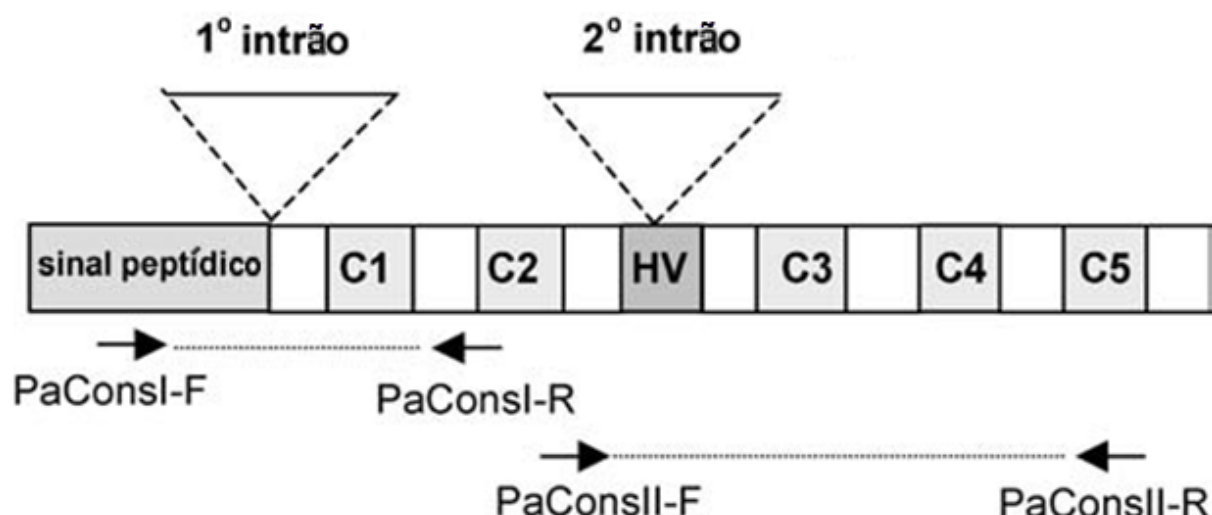 1º intrão
2º intrão
sinal peptídico C1 C2 HV C3 C4 C5
PaConsI-F
PaConsI-R
PaConsII-F
PaConsII-R